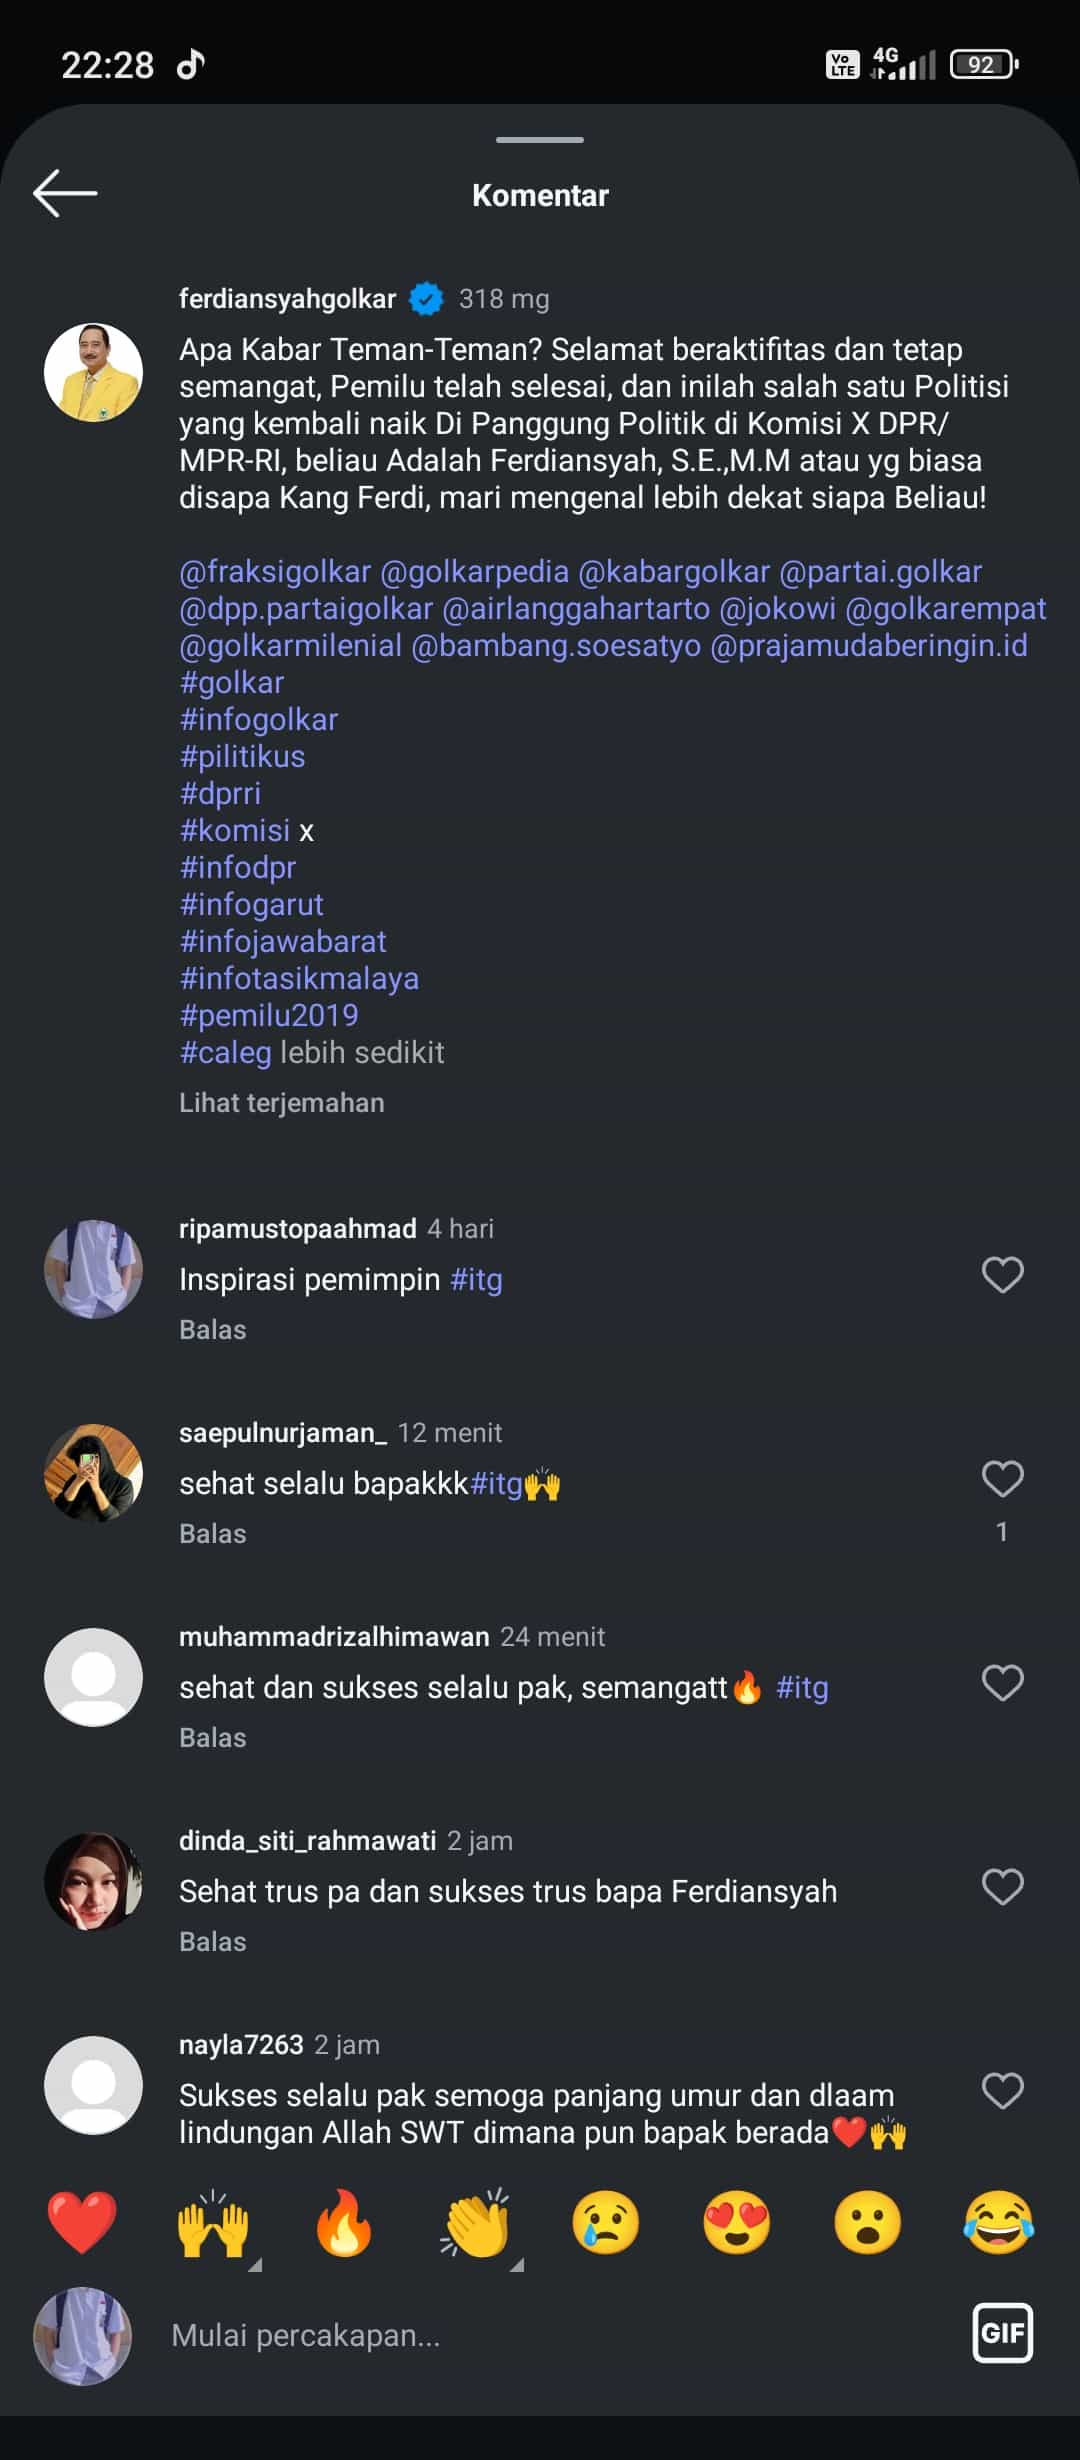 22:28
Vo LTE 4G 92
Komentar
ferdiansyahgolkar 318 mg
Apa Kabar Teman-Teman? Selamat beraktifitas dan tetap
semangat, Pemilu telah selesai, dan inilah salah satu Politisi
yang kembali naik Di Panggung Politik di Komisi X DPR/
MPR-RI, beliau Adalah Ferdiansyah, S.E.,M.M atau yg biasa
disapa Kang Ferdi, mari mengenal lebih dekat siapa Beliau!
@fraksigolkar @golkarpedia @kabargolkar @partai.golkar
@dpp.partaigolkar @airlanggahartarto @jokowi @golkarempat
@golkarmilenial @bambang.soesatyo @prajamudaberingin.id
#golkar
#infogolkar
#pilitikus
#dprri
#komisi x
#infodpr
#infogarut
#infojawabarat
#infotasikmalaya
#pemilu2019
#caleg lebih sedikit
Lihat terjemahan
ripamustopaahmad 4 hari
Inspirasi pemimpin #itg
Balas
saepulnurjaman_ 12 menit
sehat selalu bapakkk#itg🙌
Balas
1
muhammadrizalhimawan 24 menit
sehat dan sukses selalu pak, semangatt🔥 #itg
Balas
dinda_siti_rahmawati 2 jam
Sehat trus pa dan sukses trus bapa Ferdiansyah
Balas
nayla7263 2 jam
Sukses selalu pak semoga panjang umur dan dlaam
lindungan Allah SWT dimana pun bapak berada❤️🙌
Mulai percakapan...
GIF